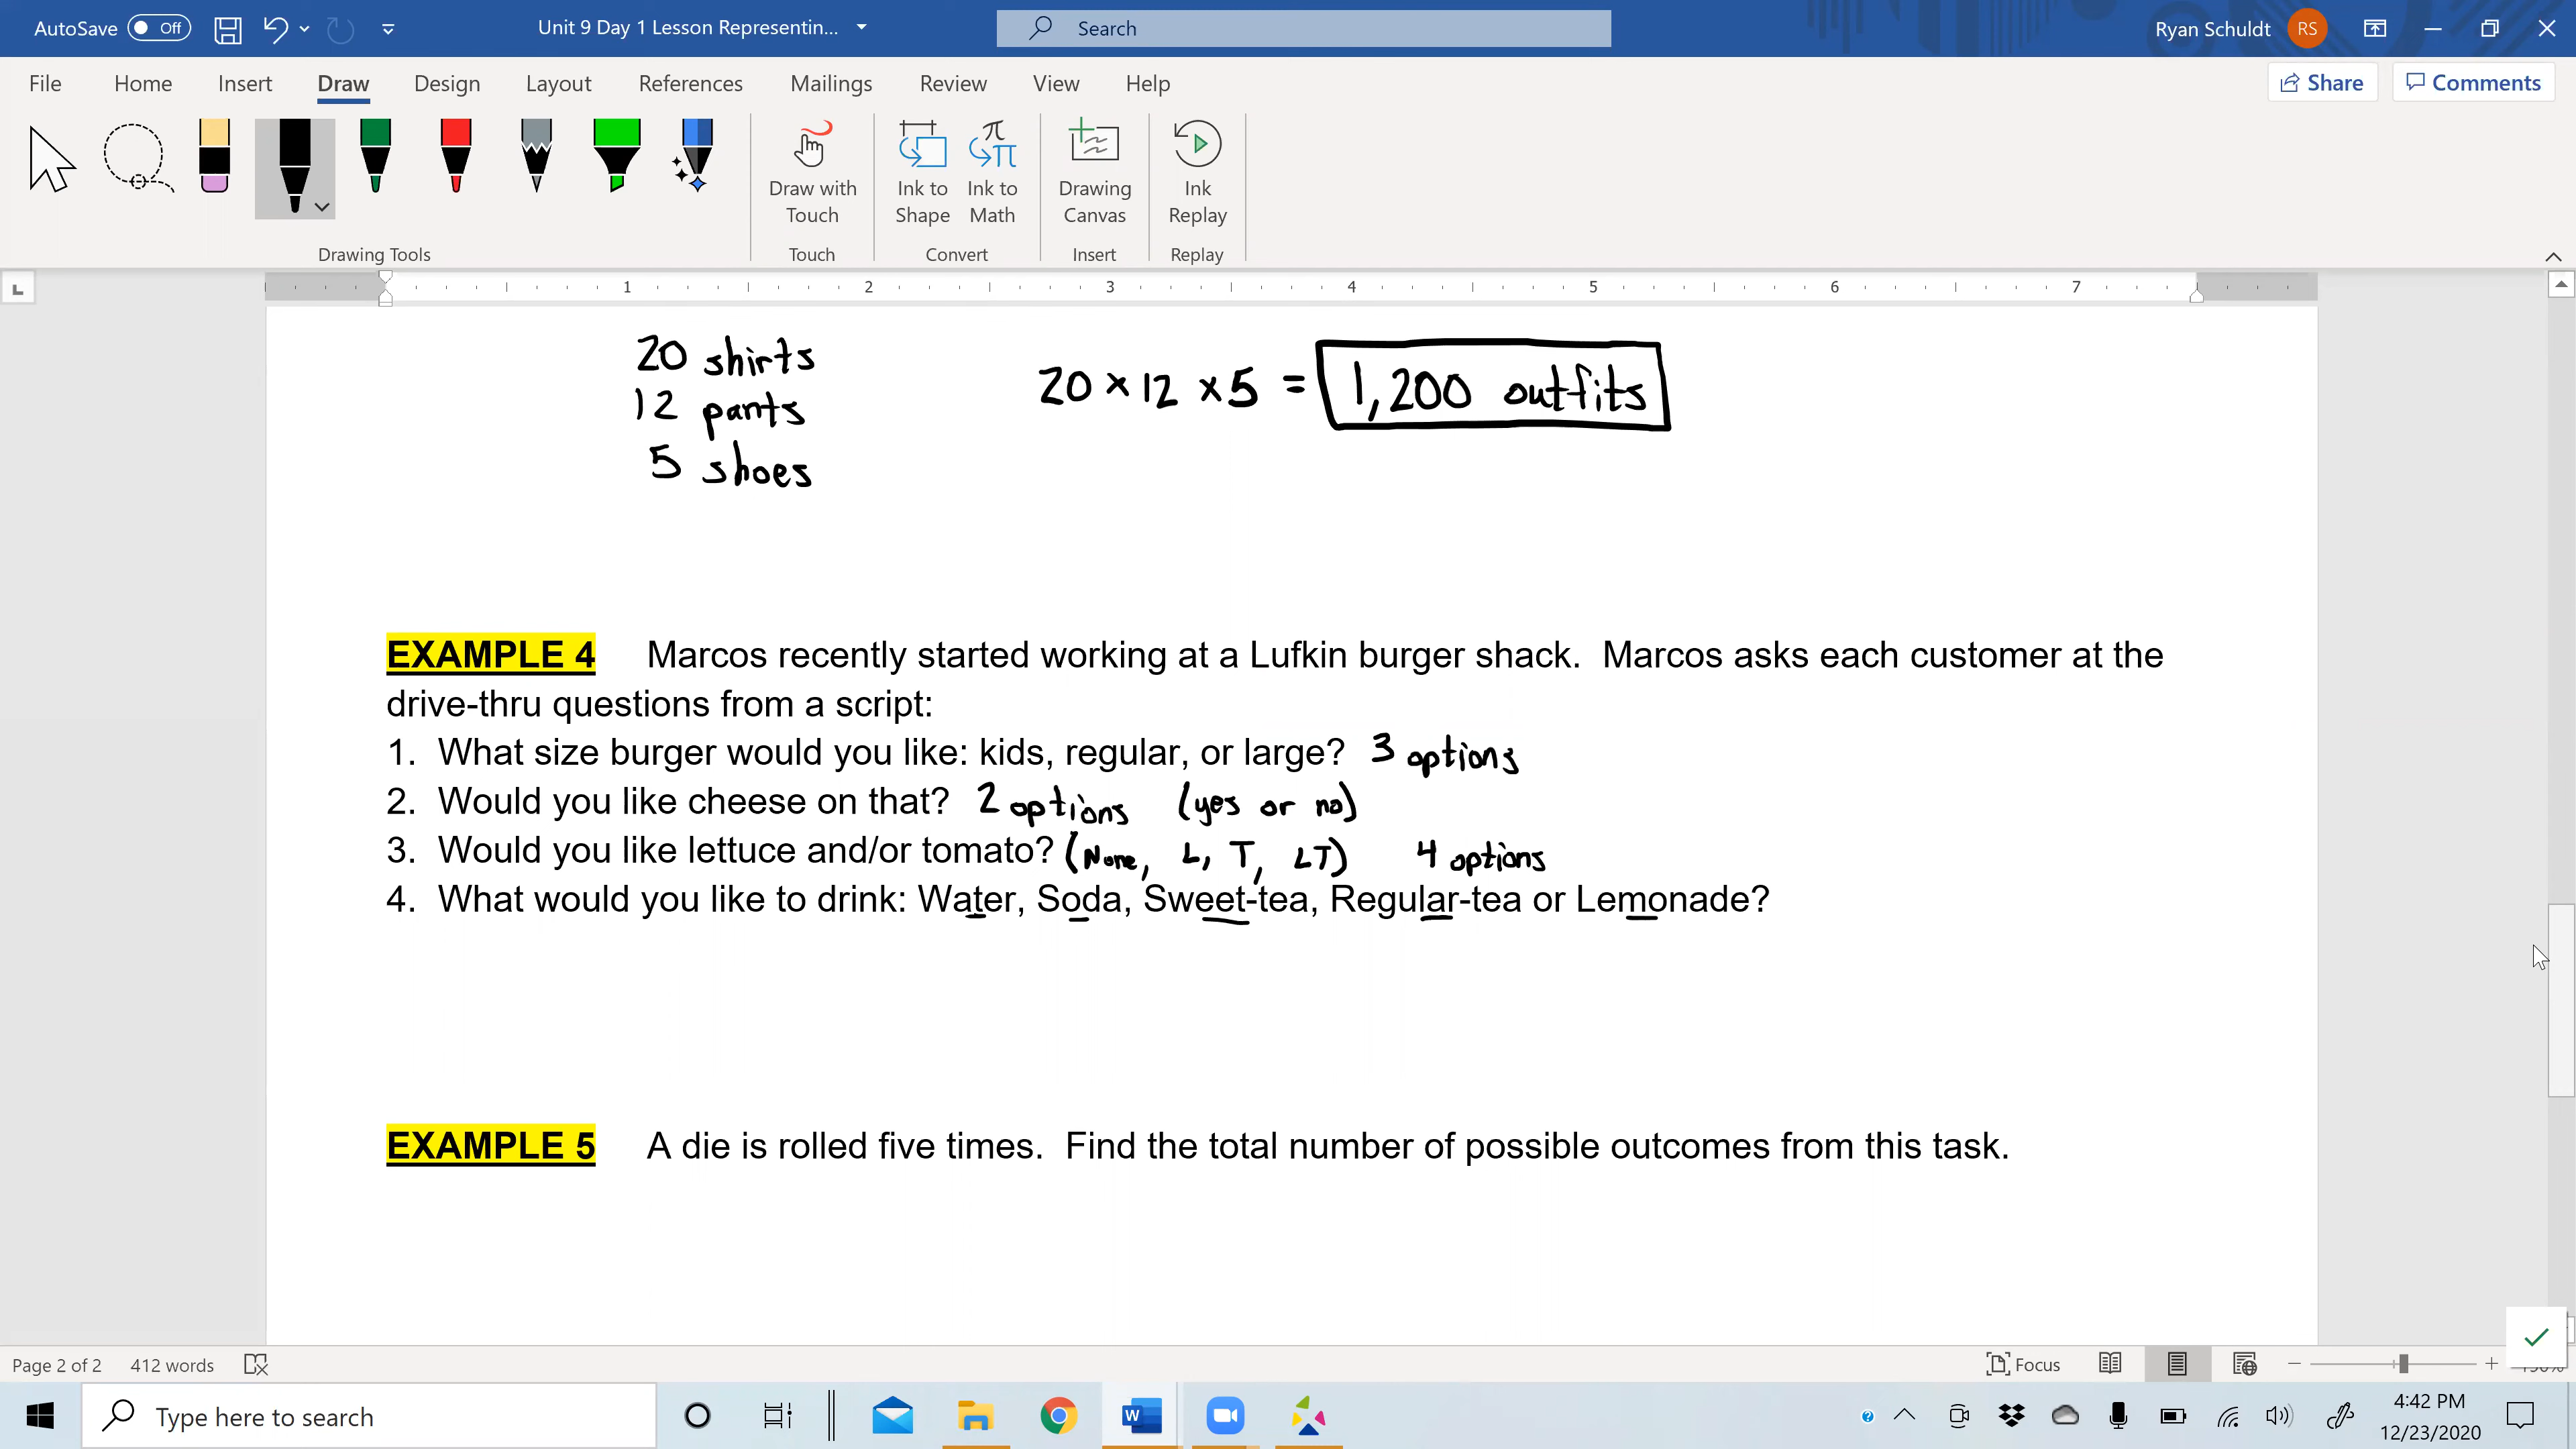 AutoSave Off Unit 9 Day 1 Lesson Representin... Search Ryan Schuldt RS
File Home Insert Draw Design Layout References Mailings Review View Help Share Comments
Draw with Touch
Ink to Shape
Ink to Math
Drawing Canvas
Ink Replay
Drawing Tools Touch Convert Insert Replay
1 2 3 4 5 6 7
20 shirts
12 pants
5 shoes
20 × 12 × 5 = 1,200 outfits
EXAMPLE 4 Marcos recently started working at a Lufkin burger shack. Marcos asks each customer at the
drive-thru questions from a script:
1. What size burger would you like: kids, regular, or large? 3 options
2. Would you like cheese on that? 2 options (yes or no)
3. Would you like lettuce and/or tomato? (None, L, T, LT) 4 options
4. What would you like to drink: Water, Soda, Sweet-tea, Regular-tea or Lemonade?
EXAMPLE 5 A die is rolled five times. Find the total number of possible outcomes from this task.
Page 2 of 2 412 words Focus
Type here to search 4:42 PM
12/23/2020